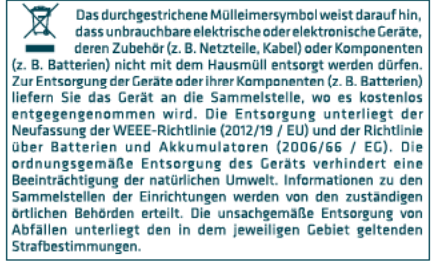 Das durchgestrichene Mülleimersymbol weist darauf hin,
dass unbrauchbare elektrische oder elektronische Geräte,
deren Zubehör (z. B. Netzteile, Kabel) oder Komponenten
(z. B. Batterien) nicht mit dem Hausmüll entsorgt werden dürfen.
Zur Entsorgung der Geräte oder ihrer Komponenten (z. B. Batterien)
liefern Sie das Gerät an die Sammelstelle, wo es kostenlos
entgegengenommen wird. Die Entsorgung unterliegt der
Neufassung der WEEE-Richtlinie (2012/19 / EU) und der Richtlinie
über Batterien und Akkumulatoren (2006/66 / EG). Die
ordnungsgemäße Entsorgung des Geräts verhindert eine
Beeinträchtigung der natürlichen Umwelt. Informationen zu den
Sammelstellen der Einrichtungen werden von den zuständigen
örtlichen Behörden erteilt. Die unsachgemäße Entsorgung von
Abfällen unterliegt den in dem jeweiligen Gebiet geltenden
Strafbestimmungen.